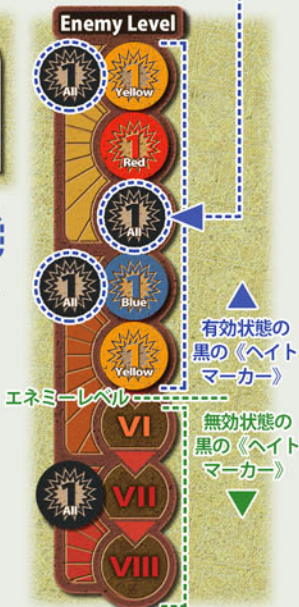 Enemy Level
1
All
1
Yellow
1
Red
1
All
1
All
1
Blue
1
Yellow
有効状態の
黒の《ヘイト
マーカー》
エネミーレベル
VI
無効状態の
黒の《ヘイト
マーカー》
1
All
VII
VIII